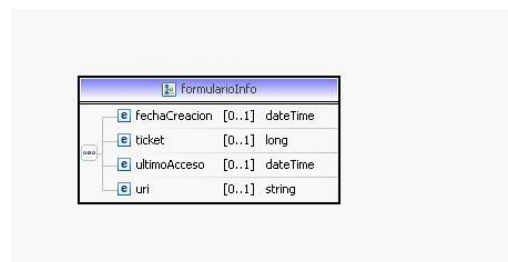 formularioInfo
fechaCreacion [0..1] dateTime
ticket [0..1] long
ultimoAcceso [0..1] dateTime
uri [0..1] string